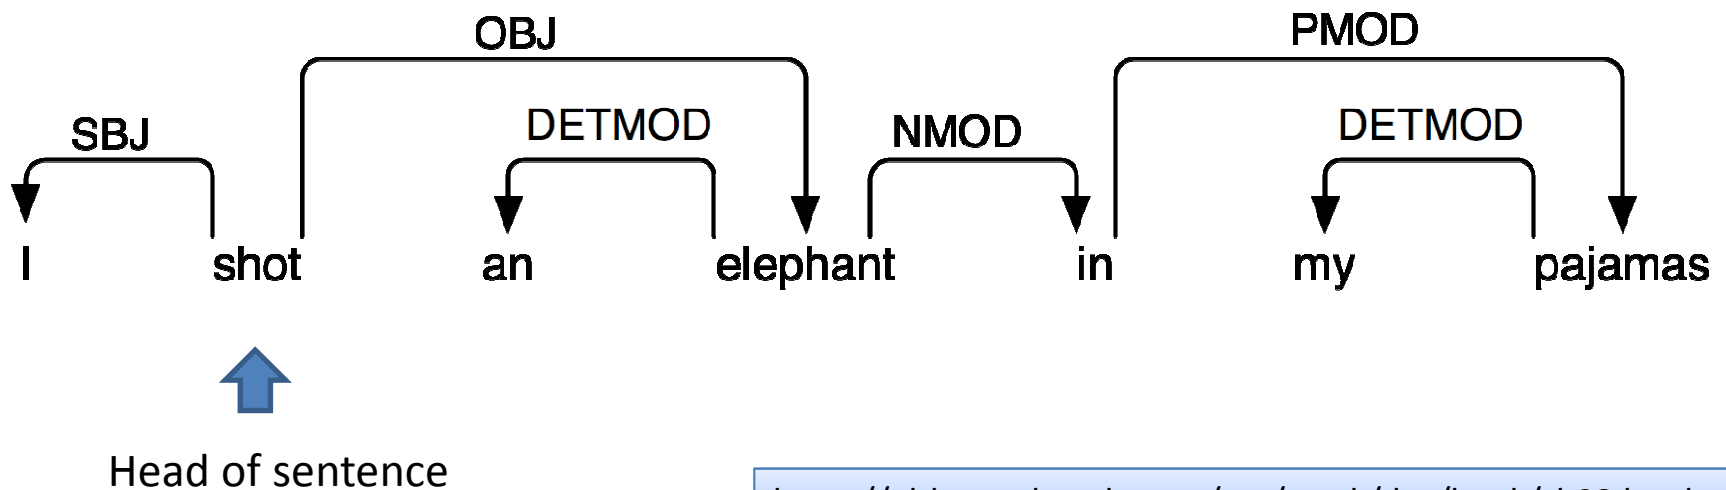 OBJ PMOD
SBJ DETMOD NMOD DETMOD
I shot an elephant in my pajamas
Head of sentence